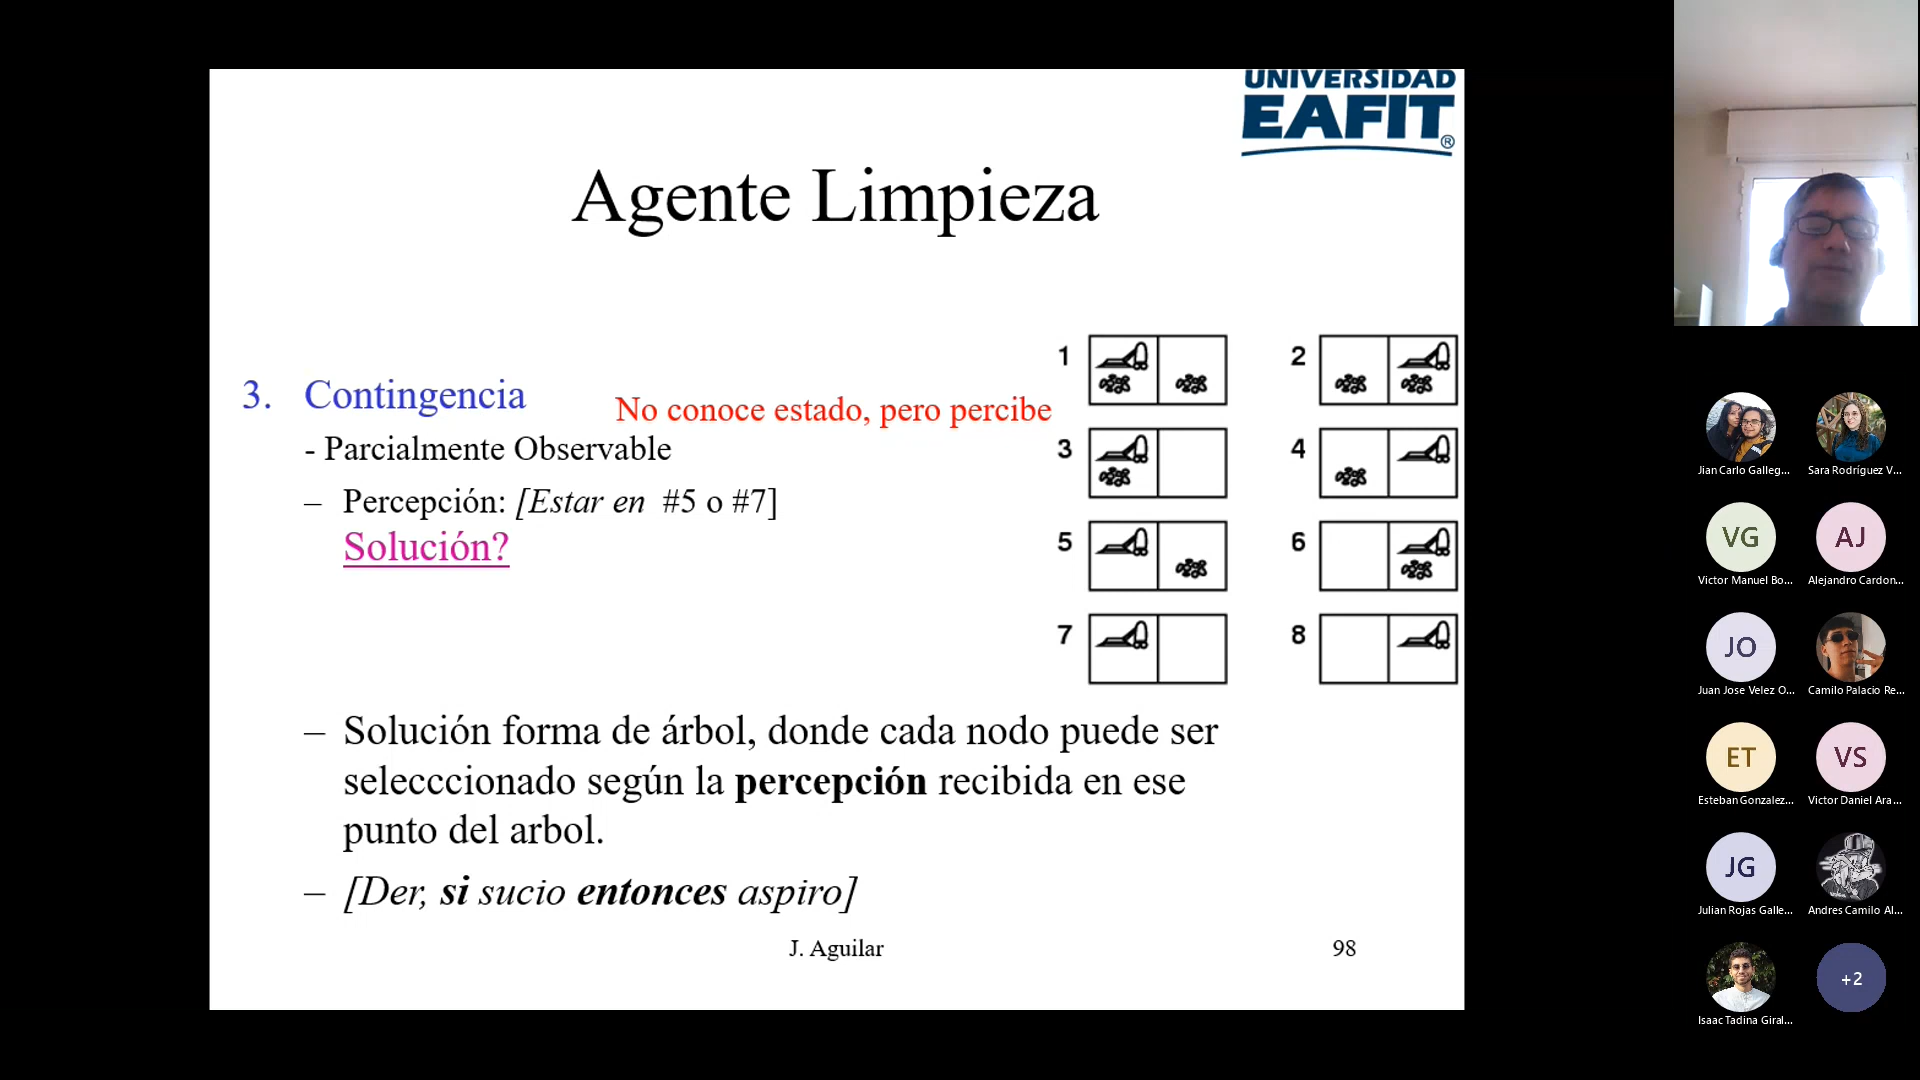 UNIVERSIDAD
EAFIT®
Agente Limpieza
3. Contingencia
No conoce estado, pero percibe
- Parcialmente Observable
– Percepción: [Estar en #5 o #7]
Solución?
1
2
3
4
5
6
7
8
– Solución forma de árbol, donde cada nodo puede ser
selecccionado según la percepción recibida en ese
punto del arbol.
– [Der, si sucio entonces aspiro]
J. Aguilar
98
Jian Carlo Galleg...
Sara Rodríguez V...
VG
AJ
Victor Manuel Bo...
Alejandro Cardon...
JO
Juan Jose Velez O...
Camilo Palacio Re...
ET
VS
Esteban Gonzalez...
Victor Daniel Ara...
JG
Julian Rojas Galle...
Andres Camilo Al...
+2
Isaac Tadina Giral...